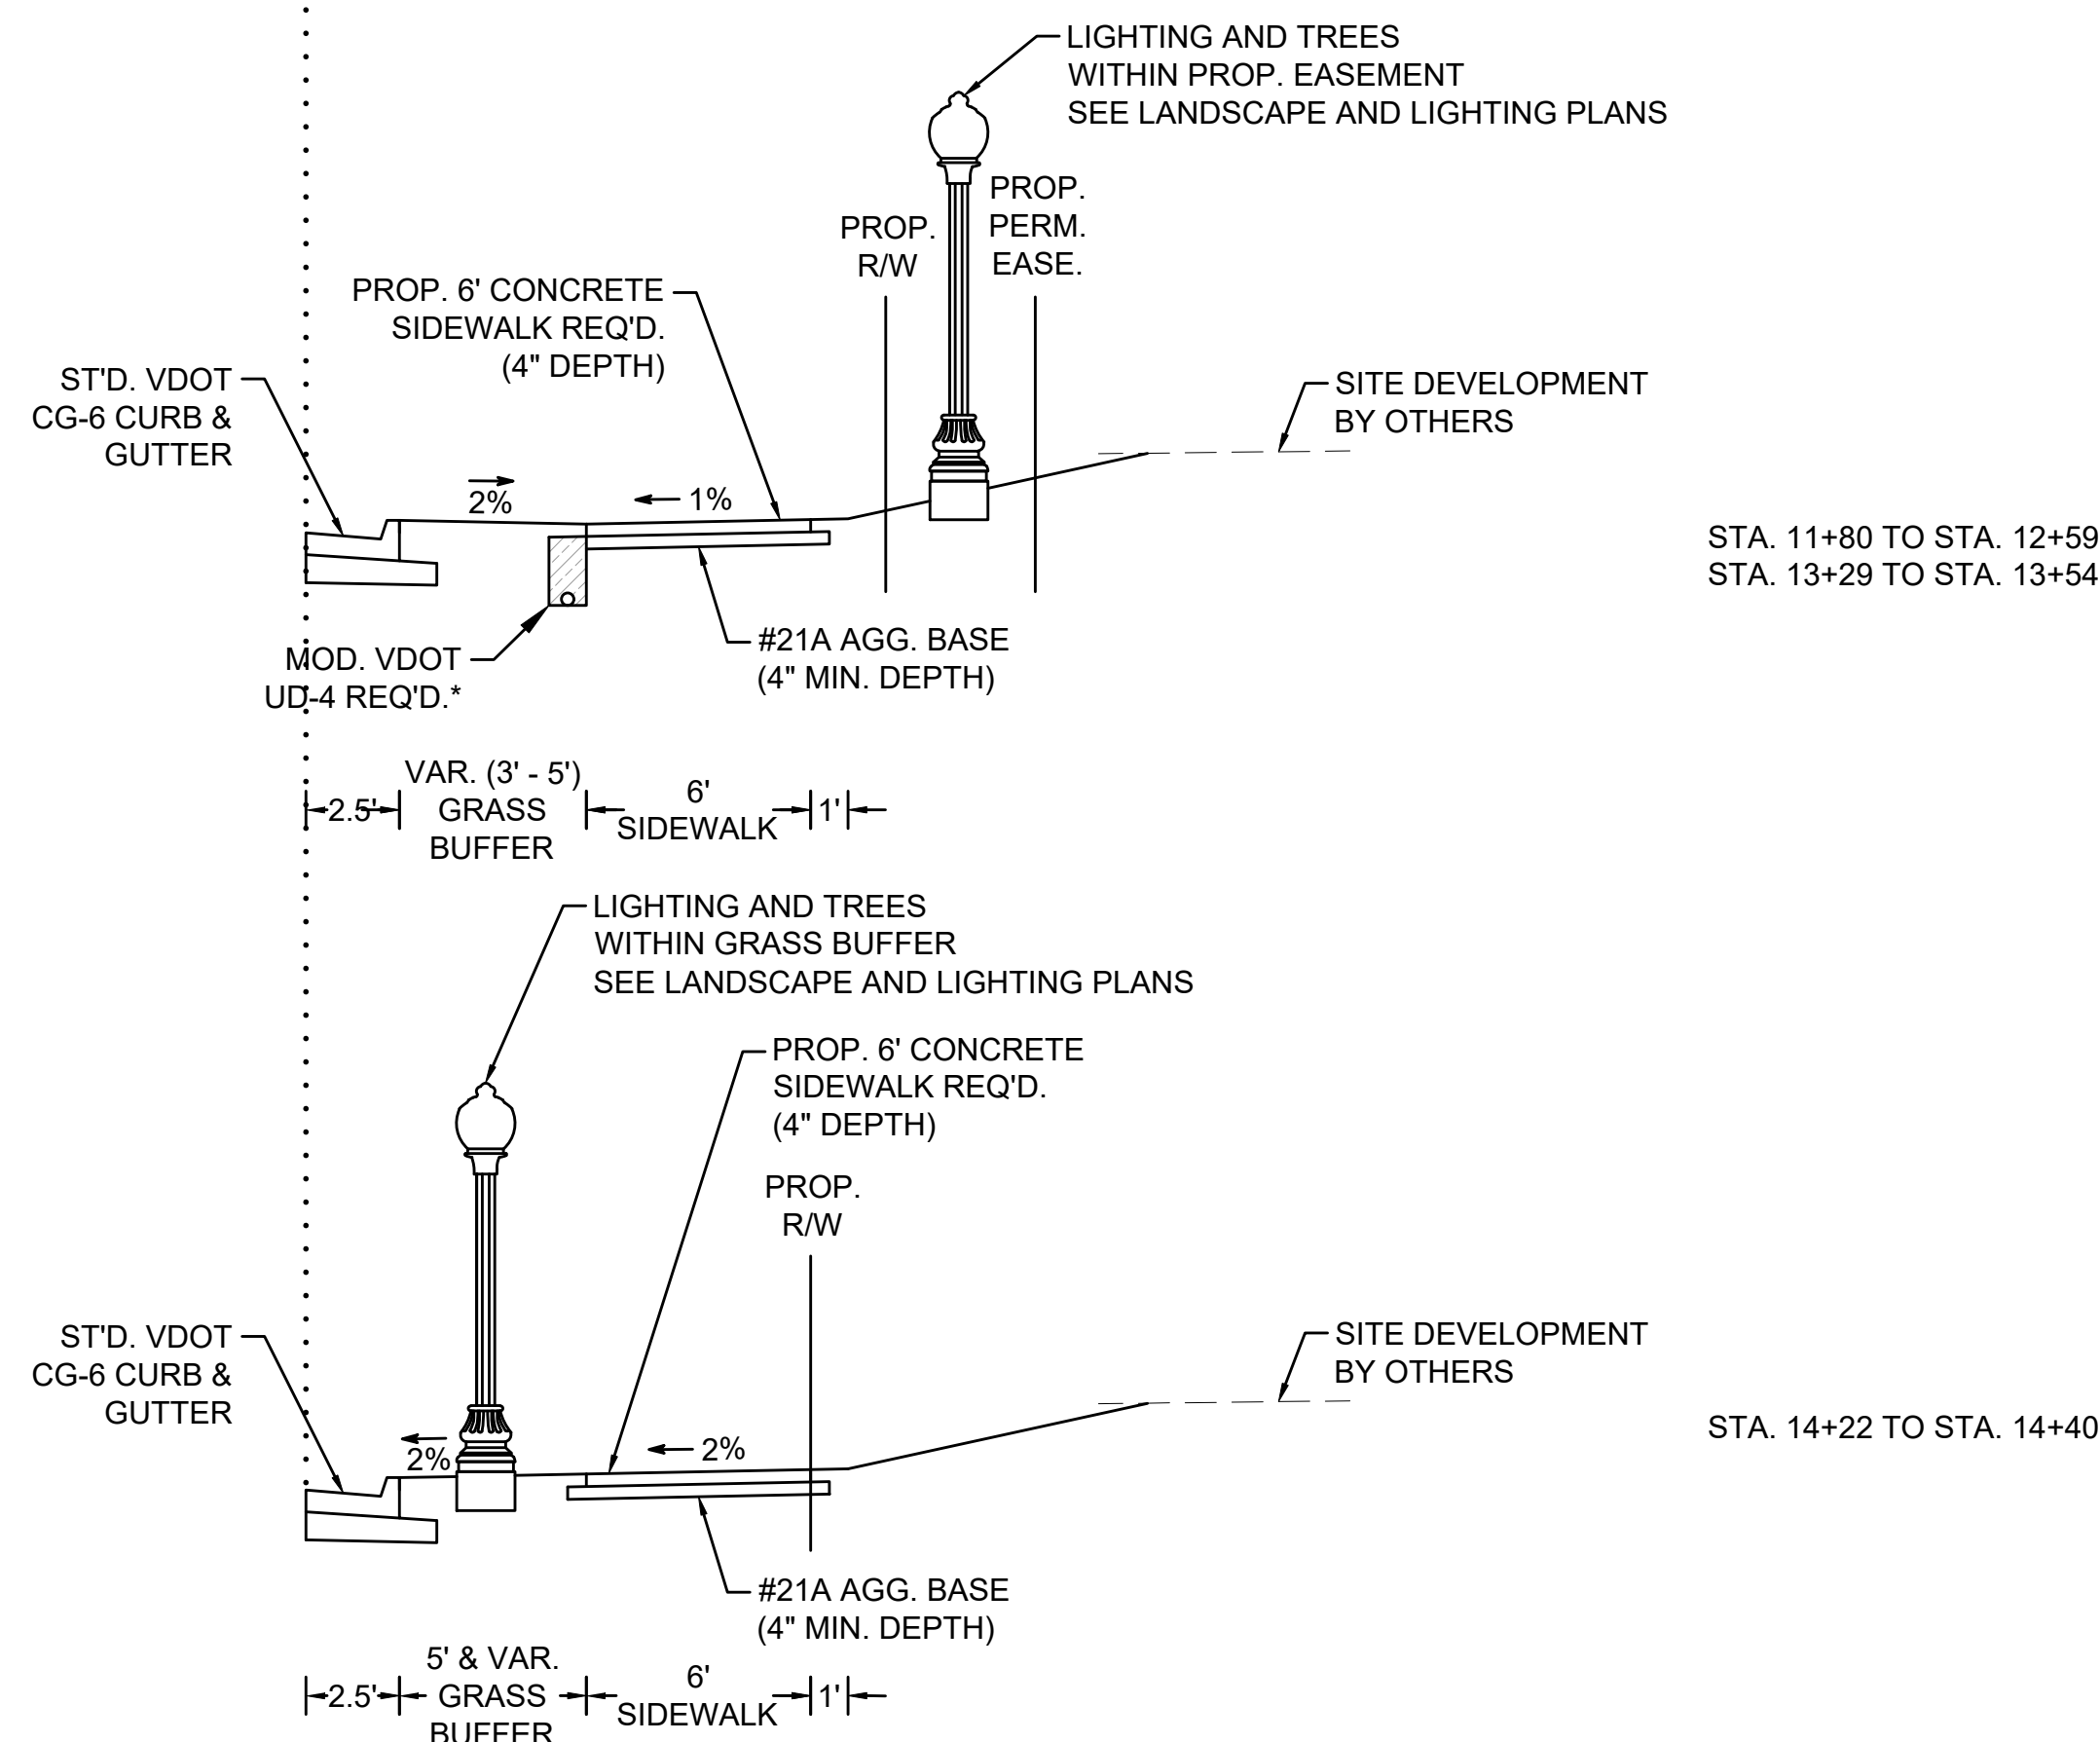 LIGHTING AND TREES
WITHIN PROP. EASEMENT
SEE LANDSCAPE AND LIGHTING PLANS
PROP.
PERM.
EASE.
PROP.
R/W
PROP. 6' CONCRETE
SIDEWALK REQ'D.
(4" DEPTH)
ST'D. VDOT
CG-6 CURB &
GUTTER
SITE DEVELOPMENT
BY OTHERS
2%
1%
STA. 11+80 TO STA. 12+59
STA. 13+29 TO STA. 13+54
MOD. VDOT
UD-4 REQ'D.*
#21A AGG. BASE
(4" MIN. DEPTH)
2.5'
VAR. (3' - 5')
GRASS
BUFFER
6'
SIDEWALK
1'
LIGHTING AND TREES
WITHIN GRASS BUFFER
SEE LANDSCAPE AND LIGHTING PLANS
PROP. 6' CONCRETE
SIDEWALK REQ'D.
(4" DEPTH)
PROP.
R/W
ST'D. VDOT
CG-6 CURB &
GUTTER
SITE DEVELOPMENT
BY OTHERS
2%
2%
STA. 14+22 TO STA. 14+40
#21A AGG. BASE
(4" MIN. DEPTH)
2.5'
5' & VAR.
GRASS
BUFFER
6'
SIDEWALK
1'